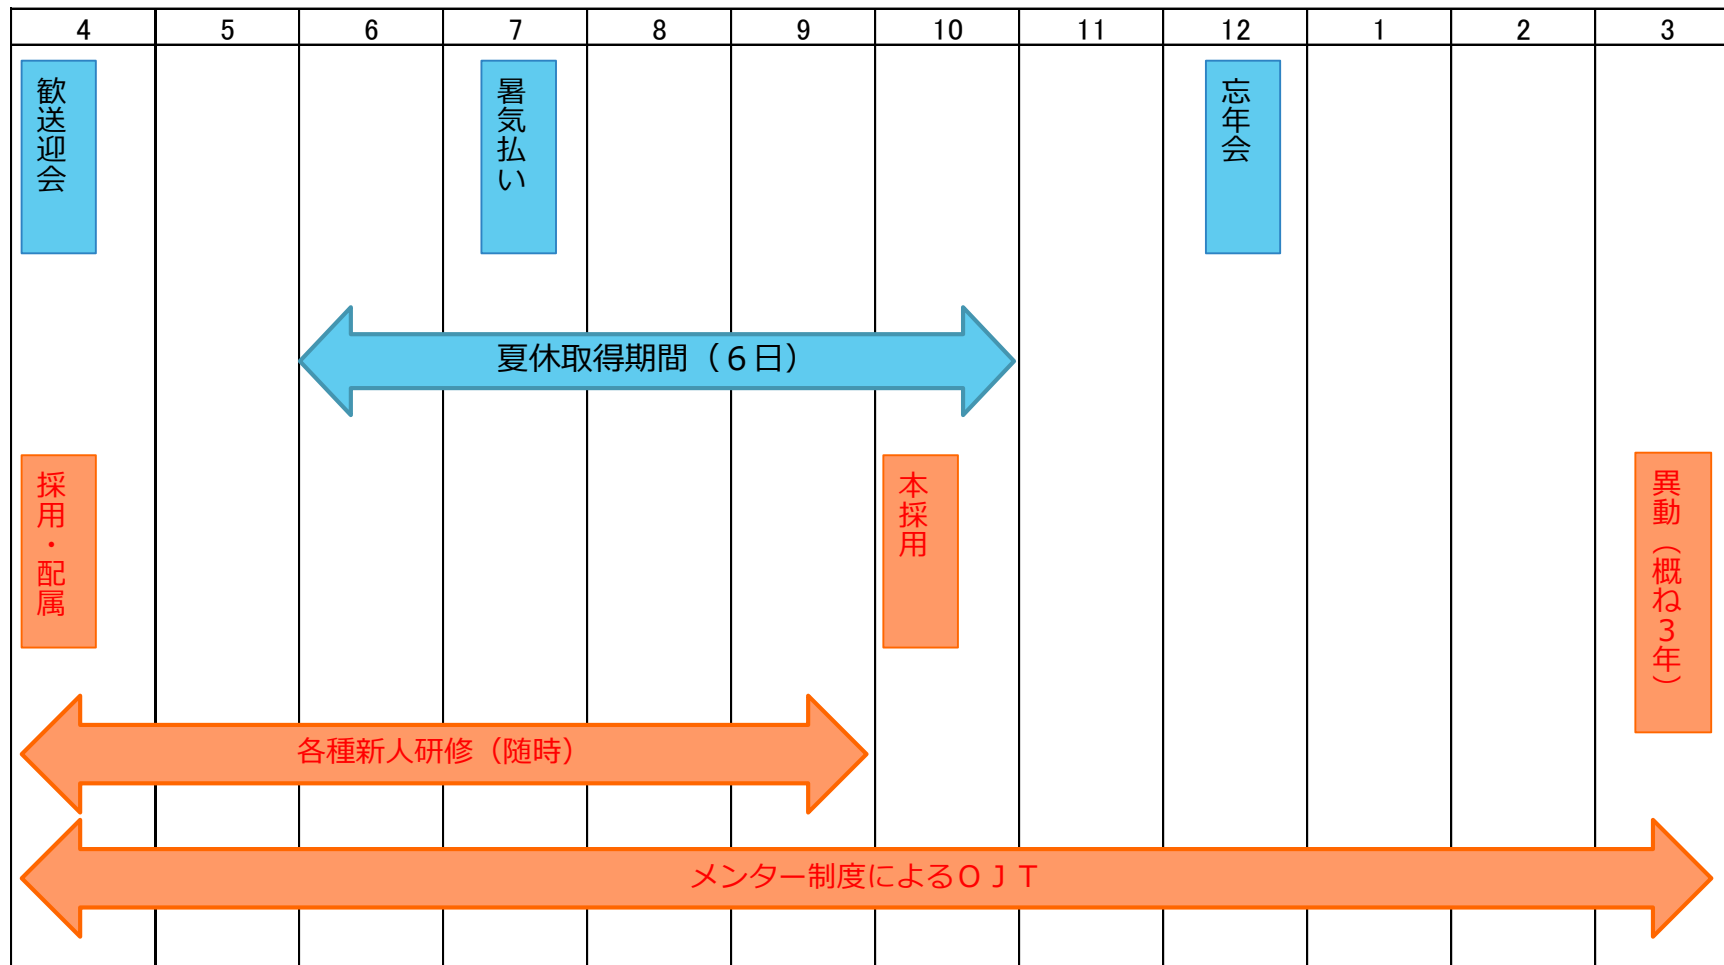 4 5 6 7 8 9 10 11 12 1 2 3
歓送迎会
暑気払い
忘年会
夏休取得期間（６日）
採用・配属
本採用
異動（概ね３年）
各種新人研修（随時）
メンター制度によるＯＪＴ